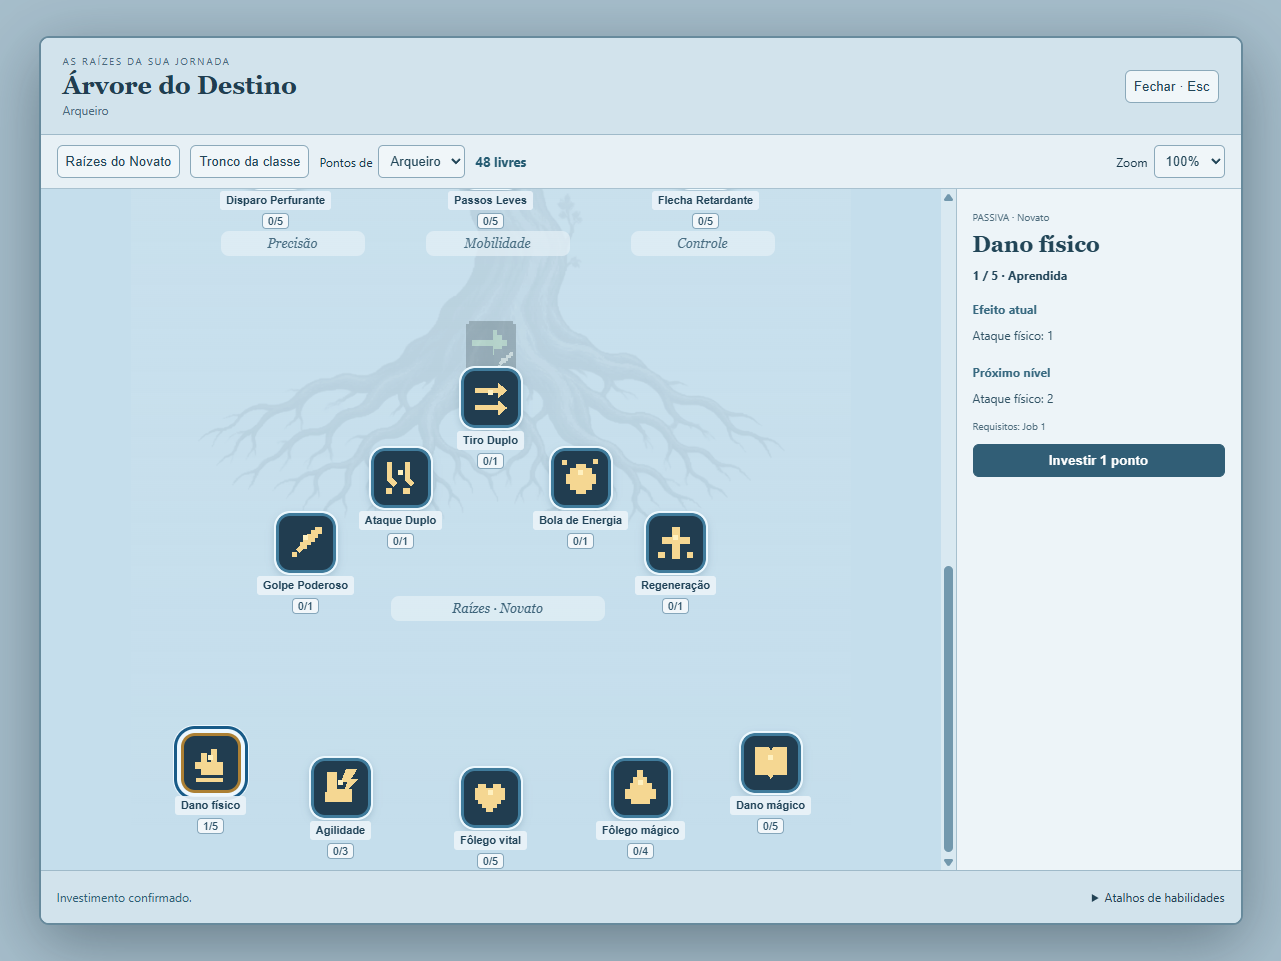 AS RAÍZES DA SUA JORNADA
Árvore do Destino
Arqueiro
Fechar · Esc
Raízes do Novato
Tronco da classe
Pontos de
Arqueiro
48 livres
Zoom
100%
Disparo Perfurante
Passos Leves
Flecha Retardante
0/5
0/5
0/5
Precisão
Mobilidade
Controle
Tiro Duplo
0/1
Ataque Duplo
0/1
Bola de Energia
0/1
Golpe Poderoso
0/1
Regeneração
0/1
Raízes · Novato
Dano físico
1/5
Agilidade
0/3
Fôlego vital
0/5
Fôlego mágico
0/4
Dano mágico
0/5
PASSIVA · Novato
Dano físico
1 / 5 · Aprendida
Efeito atual
Ataque físico: 1
Próximo nível
Ataque físico: 2
Requisitos: Job 1
Investir 1 ponto
Investimento confirmado.
Atalhos de habilidades